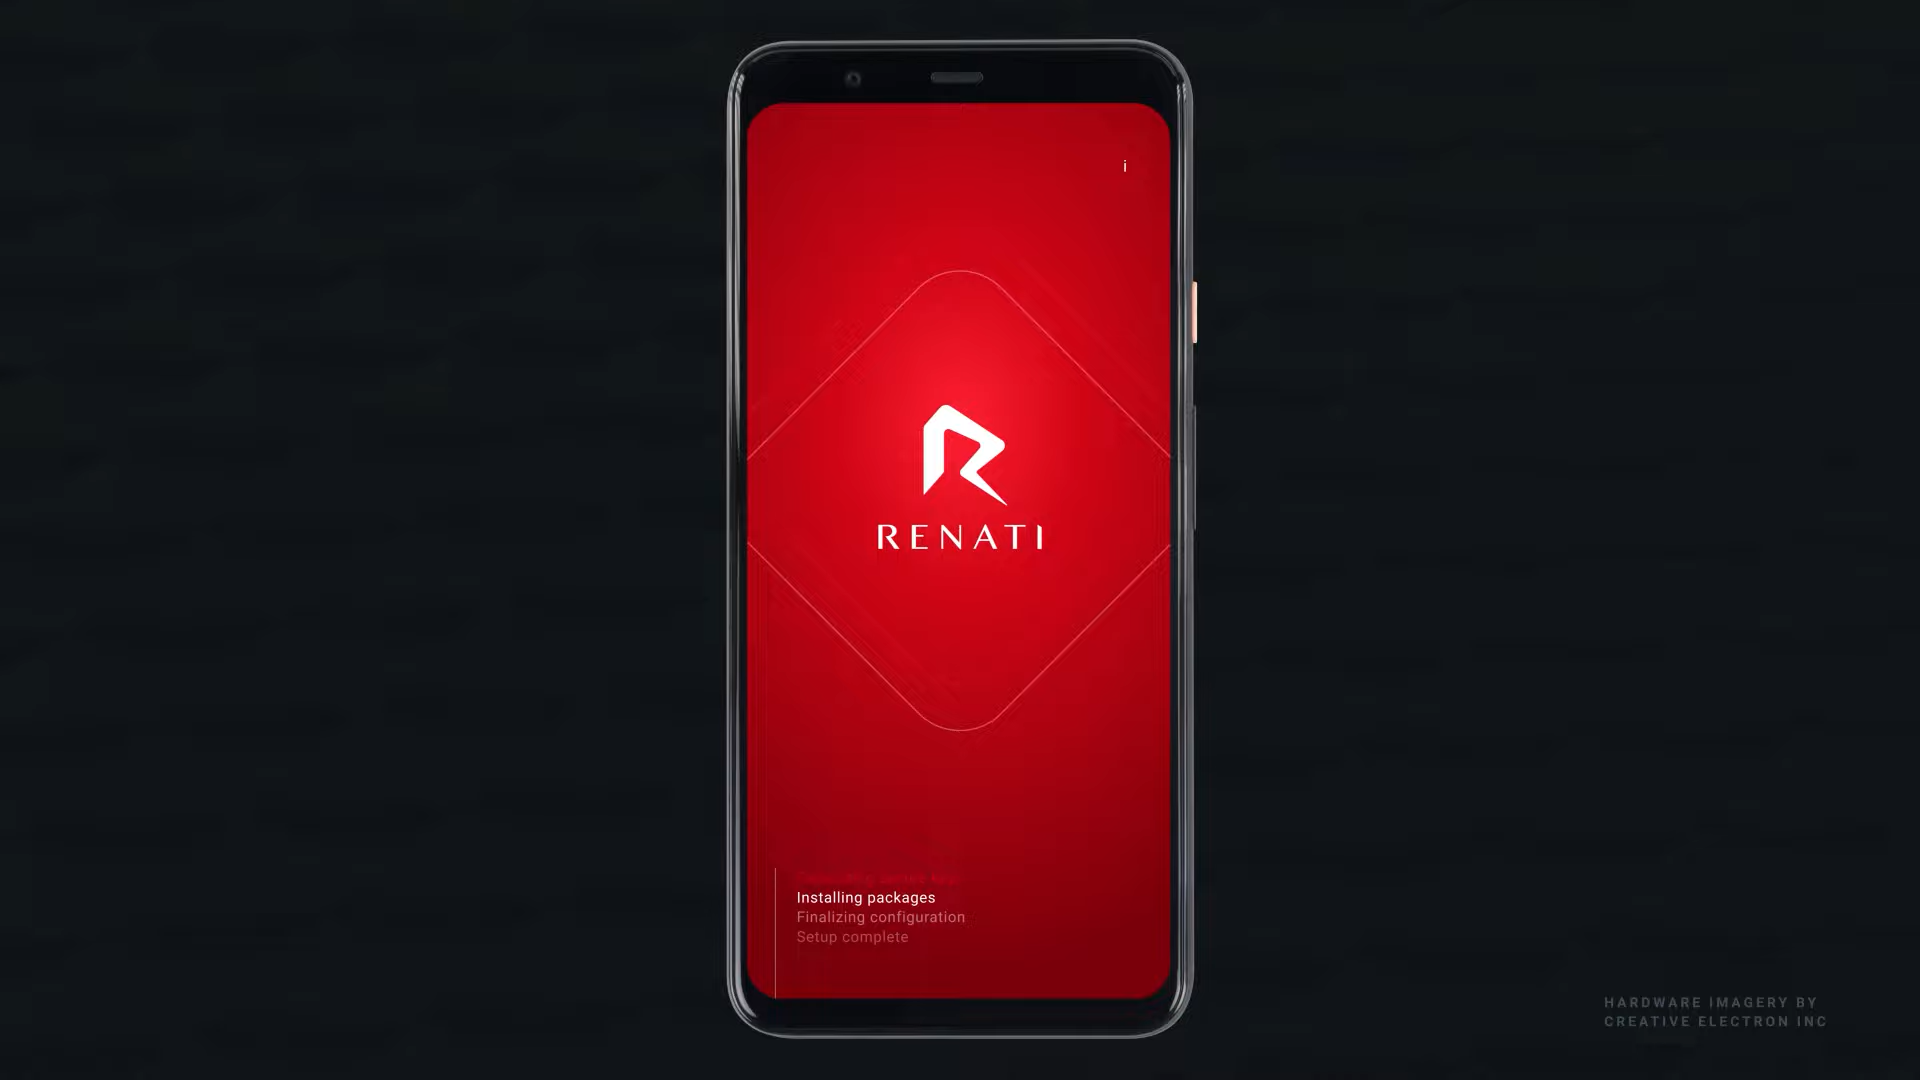 i
RENATI
Installing packages
Finalizing configuration
Setup complete
HARDWARE IMAGERY BY
CREATIVE ELECTRON INC